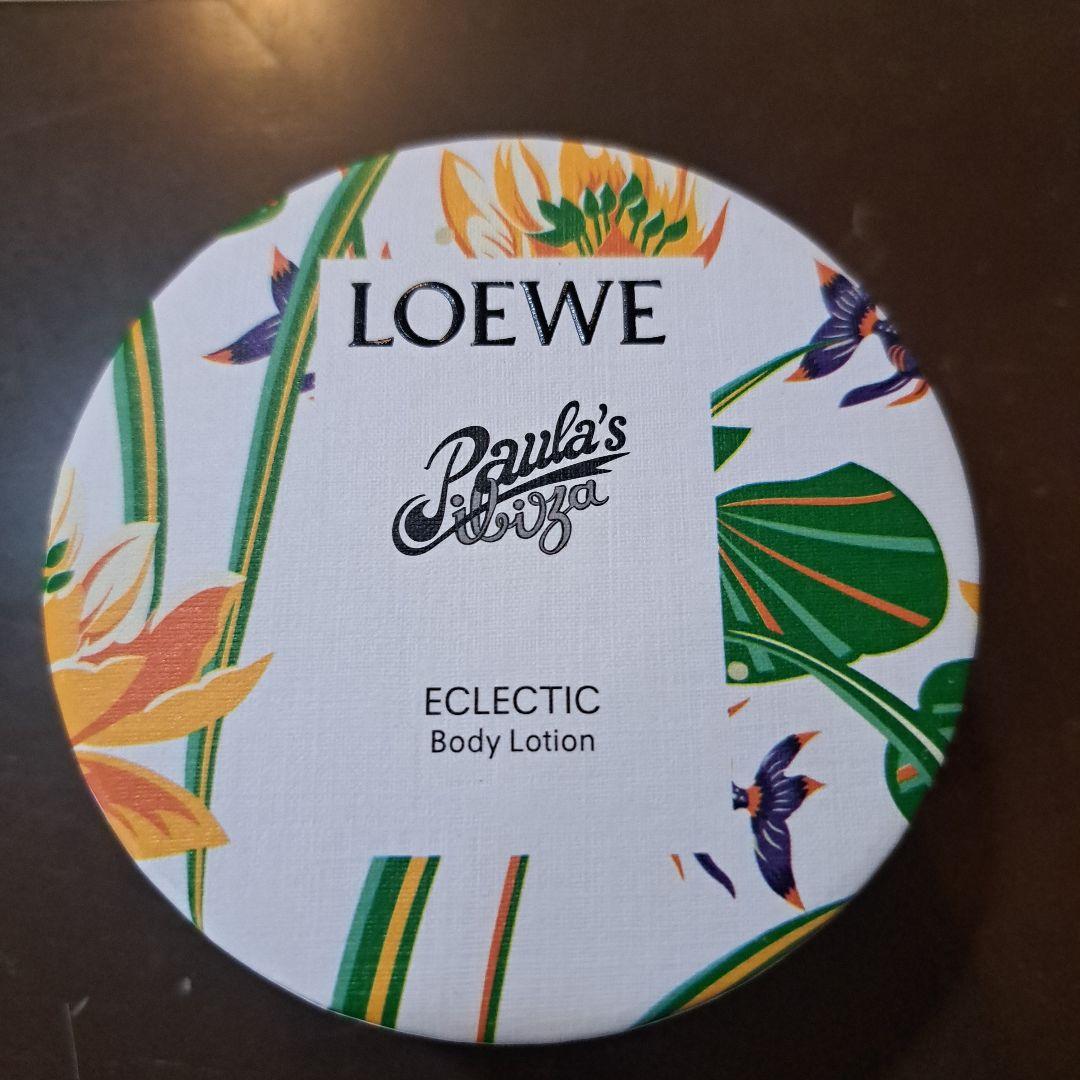 LOEWE
Paula's
ibiza
ECLECTIC
Body Lotion